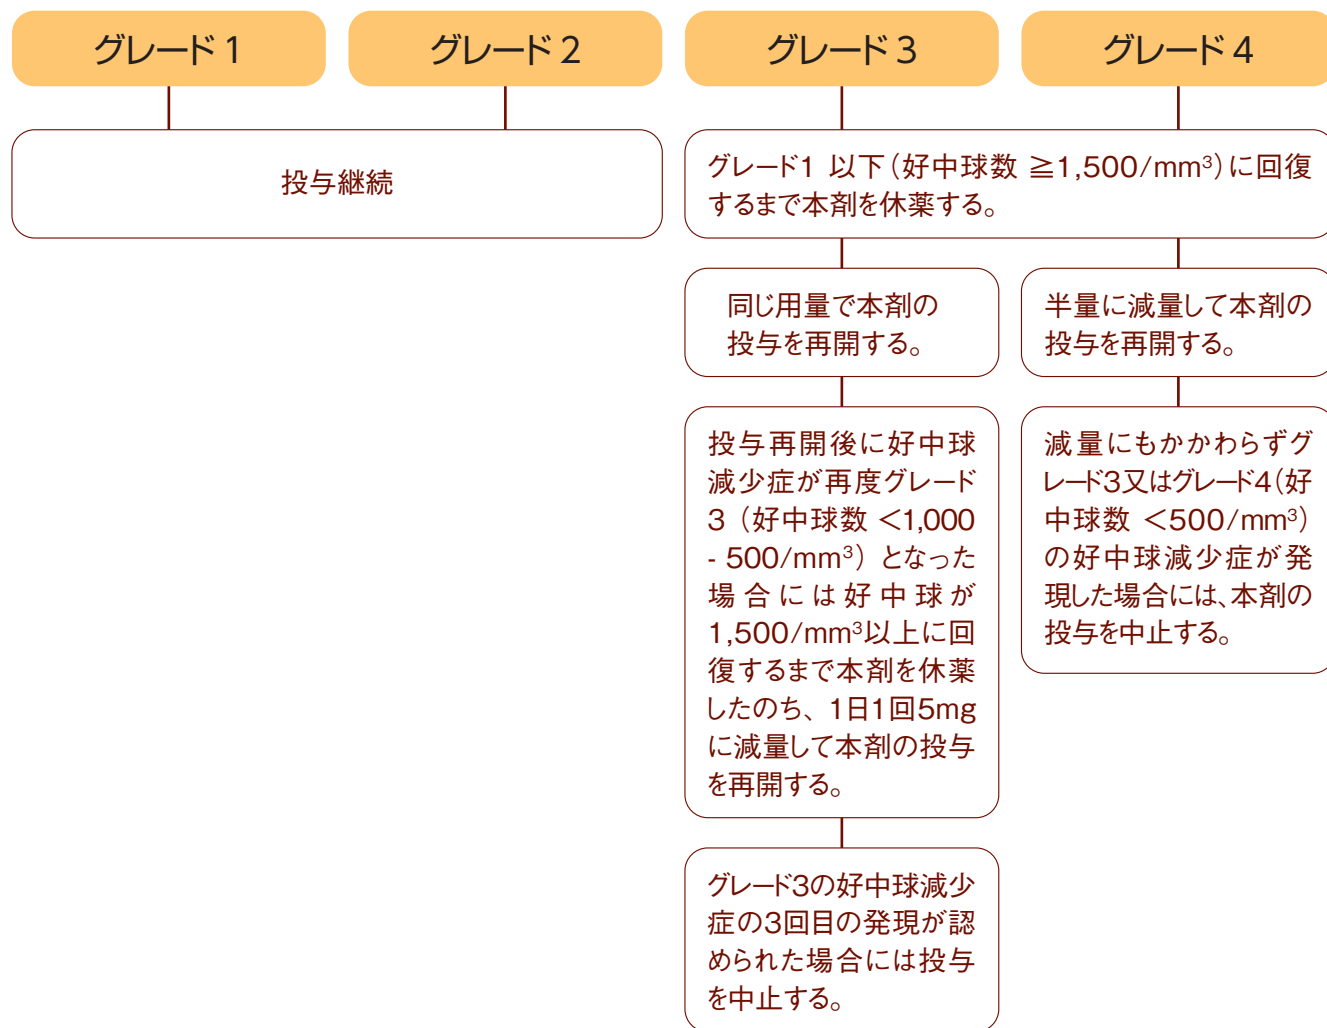 グレード 1
グレード 2
グレード 3
グレード 4
投与継続
グレード1 以下（好中球数 ≧1,500/mm³）に回復
するまで本剤を休薬する。
同じ用量で本剤の
投与を再開する。
半量に減量して本剤の
投与を再開する。
投与再開後に好中球
減少症が再度グレード
3（好中球数 <1,000
- 500/mm³）となった
場合には好中球が
1,500/mm³以上に回
復するまで本剤を休薬
したのち、1日1回5mg
に減量して本剤の投与
を再開する。
減量にもかかわらずグ
レード3又はグレード4（好
中球数 <500/mm³）
の好中球減少症が発
現した場合には、本剤の
投与を中止する。
グレード3の好中球減少
症の3回目の発現が認
められた場合には投与
を中止する。